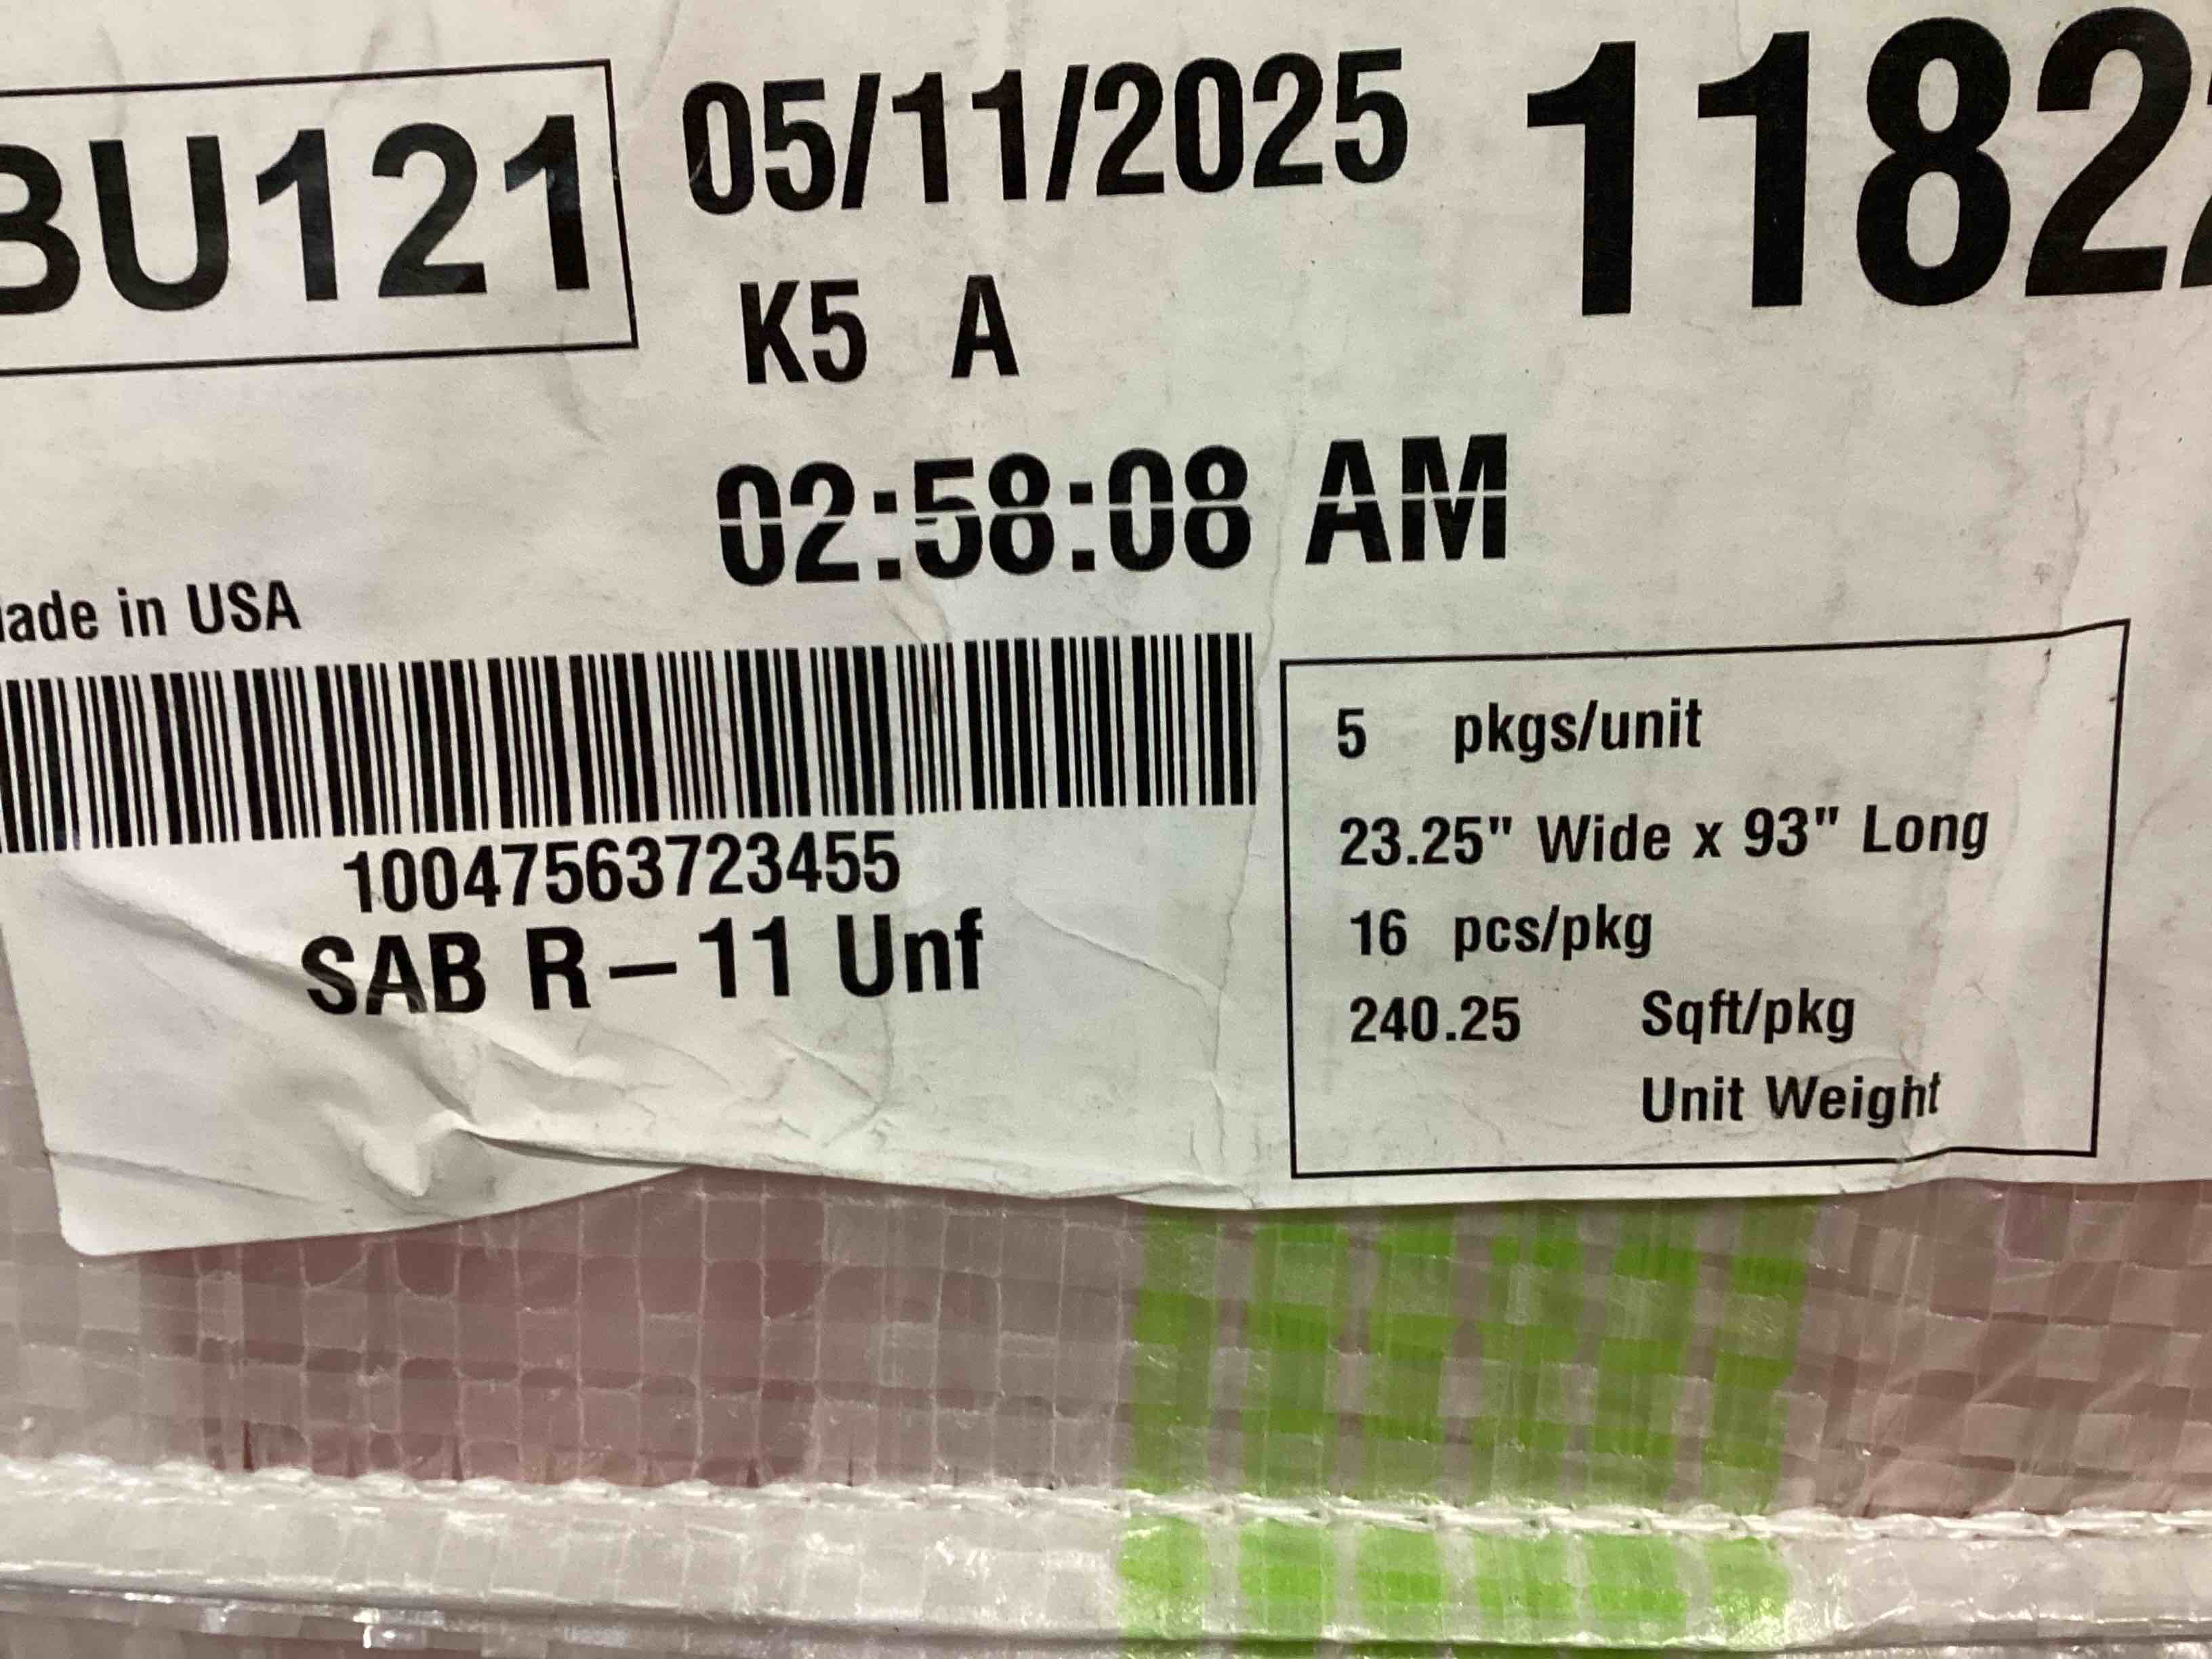 BU121
05/11/2025
1182
K5 A
02:58:08 AM
Made in USA
10047563723455
SAB R-11 Unf
5 pkgs/unit
23.25" Wide x 93" Long
16 pcs/pkg
240.25 Sqft/pkg
Unit Weight